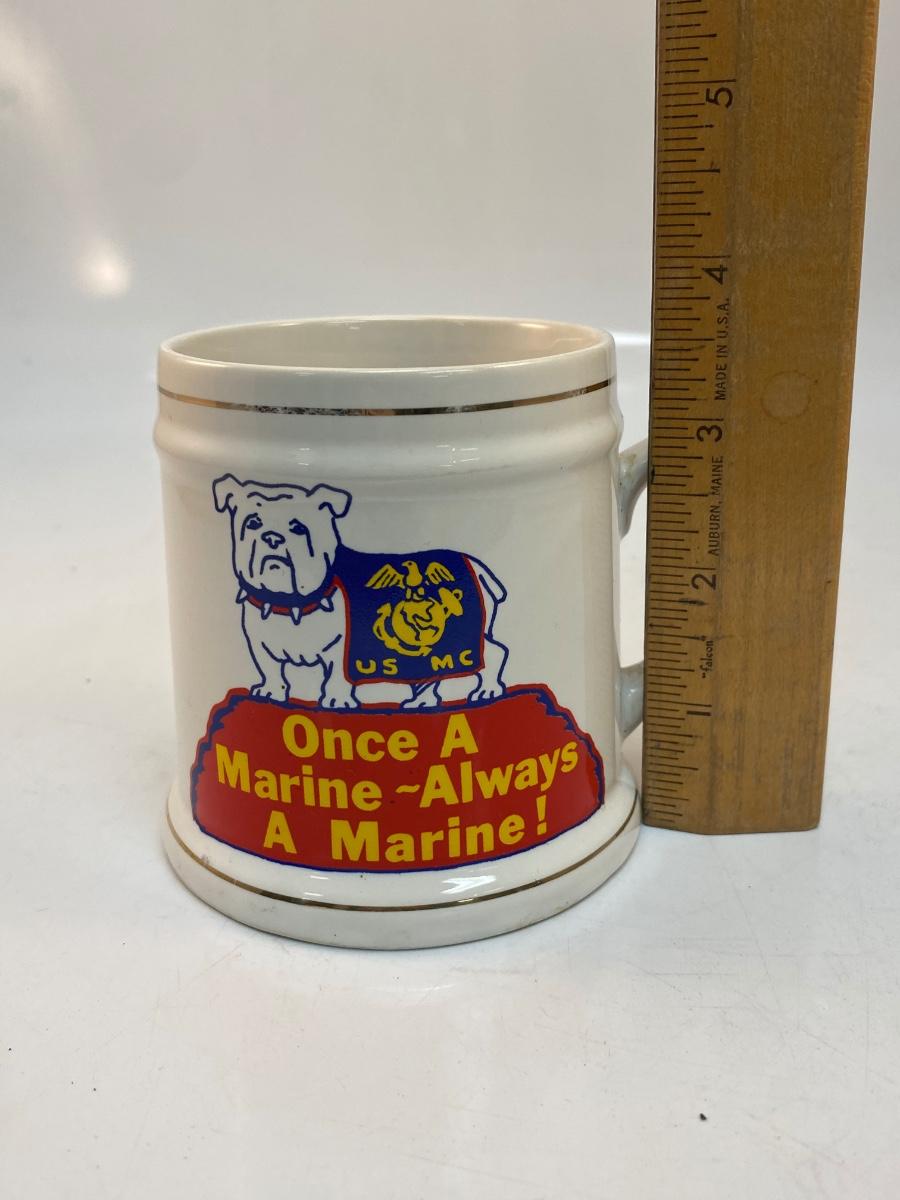 US MC
Once A
Marine ~Always
A Marine!
5
4
MADE IN U.S.A.
3
AUBURN, MAINE
2
"falcon"
1